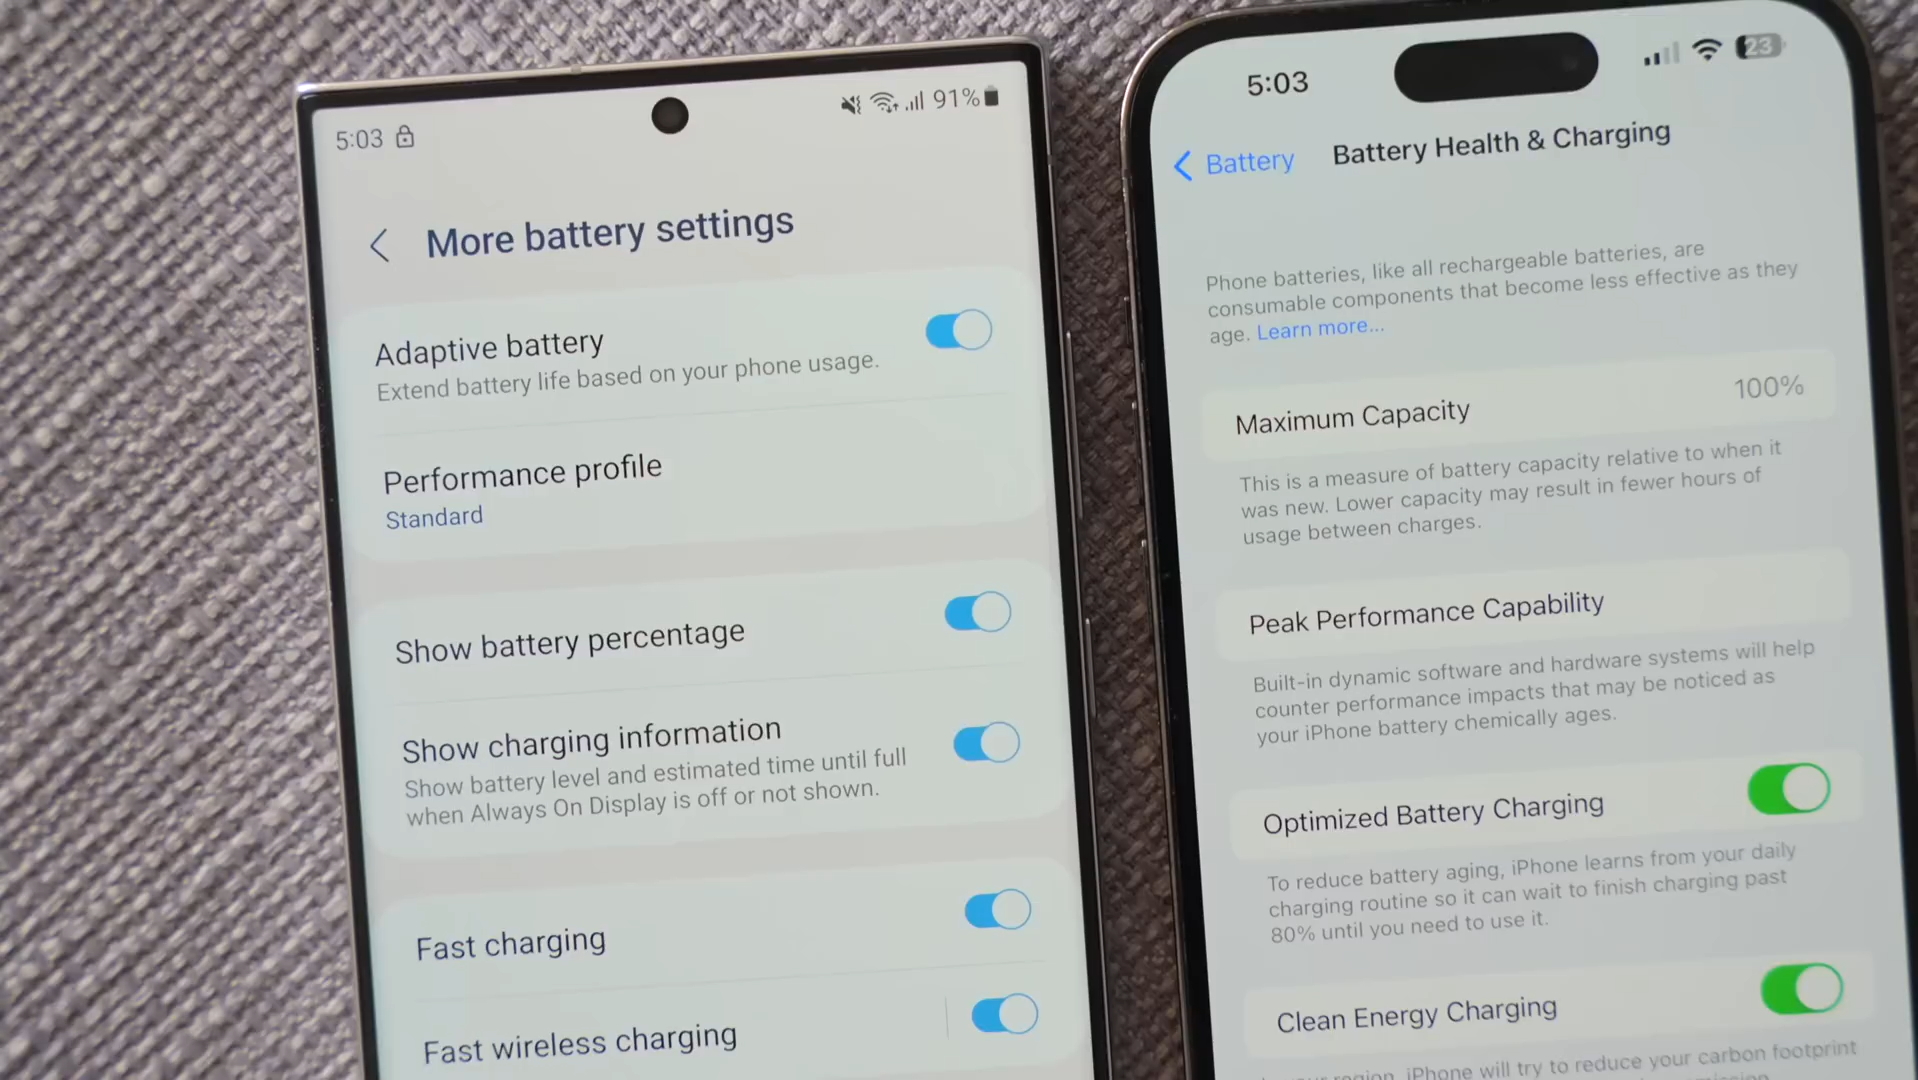 5:03
91%
More battery settings
Adaptive battery
Extend battery life based on your phone usage.
Performance profile
Standard
Show battery percentage
Show charging information
Show battery level and estimated time until full
when Always On Display is off or not shown.
Fast charging
Fast wireless charging
5:03
23
Battery
Battery Health & Charging
Phone batteries, like all rechargeable batteries, are
consumable components that become less effective as they
age. Learn more...
Maximum Capacity
100%
This is a measure of battery capacity relative to when it
was new. Lower capacity may result in fewer hours of
usage between charges.
Peak Performance Capability
Built-in dynamic software and hardware systems will help
counter performance impacts that may be noticed as
your iPhone battery chemically ages.
Optimized Battery Charging
To reduce battery aging, iPhone learns from your daily
charging routine so it can wait to finish charging past
80% until you need to use it.
Clean Energy Charging
region, iPhone will try to reduce your carbon footprint